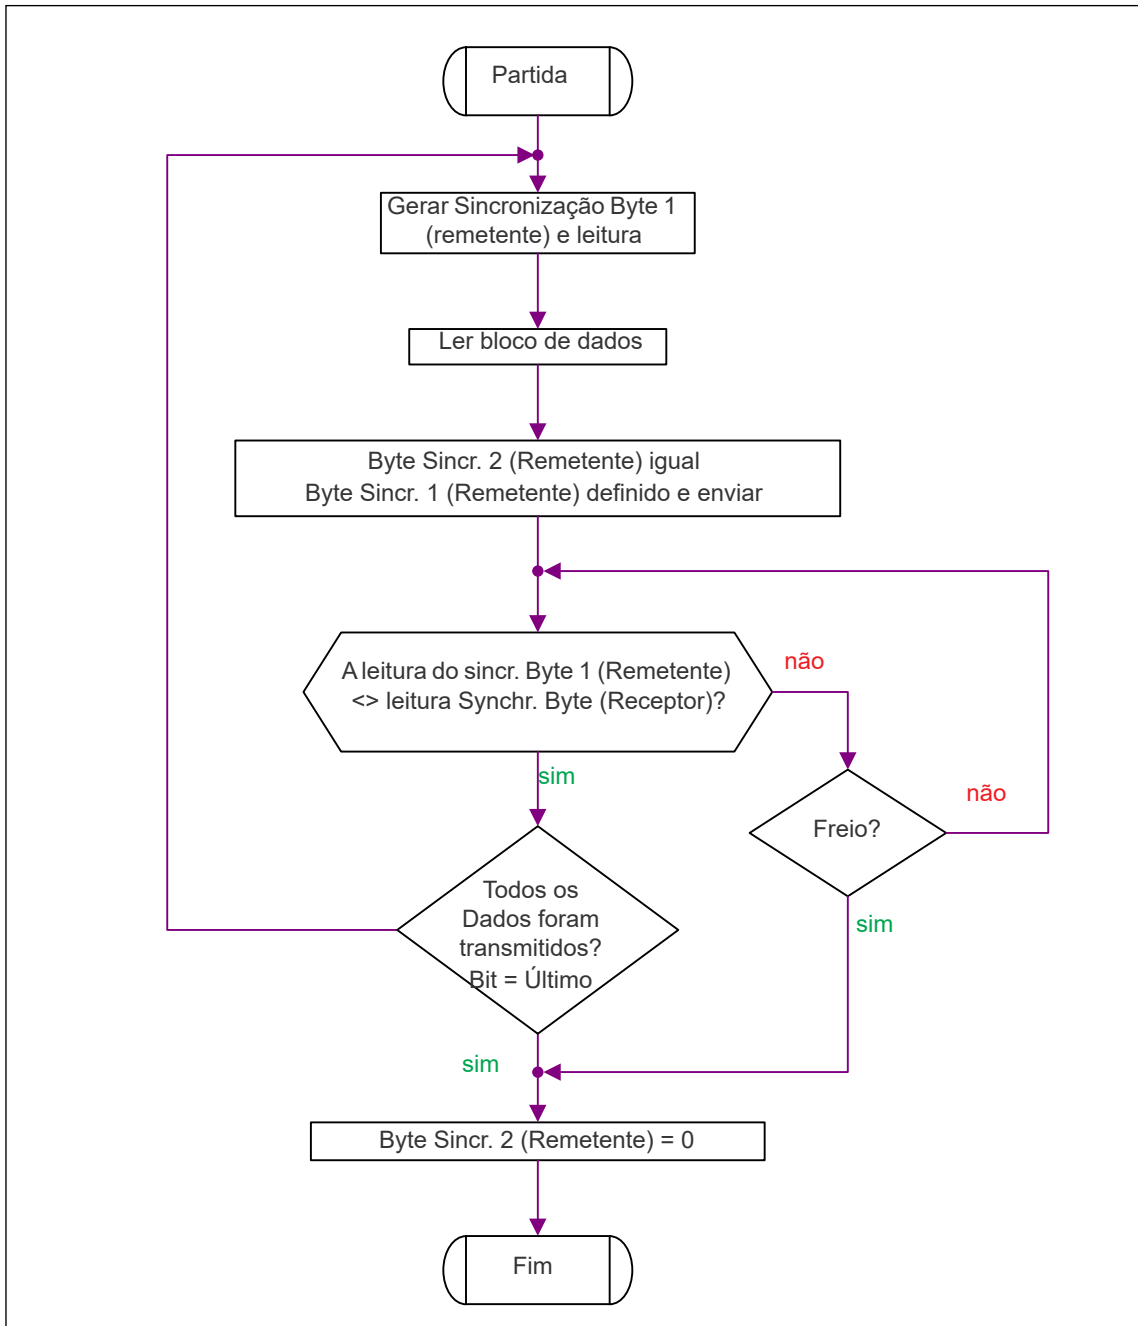 Partida
Gerar Sincronização Byte 1
(remetente) e leitura
Ler bloco de dados
Byte Sincr. 2 (Remetente) igual
Byte Sincr. 1 (Remetente) definido e enviar
A leitura do sincr. Byte 1 (Remetente)
<> leitura Synchr. Byte (Receptor)?
não
sim
Freio?
não
sim
Todos os
Dados foram
transmitidos?
Bit = Último
sim
Byte Sincr. 2 (Remetente) = 0
Fim